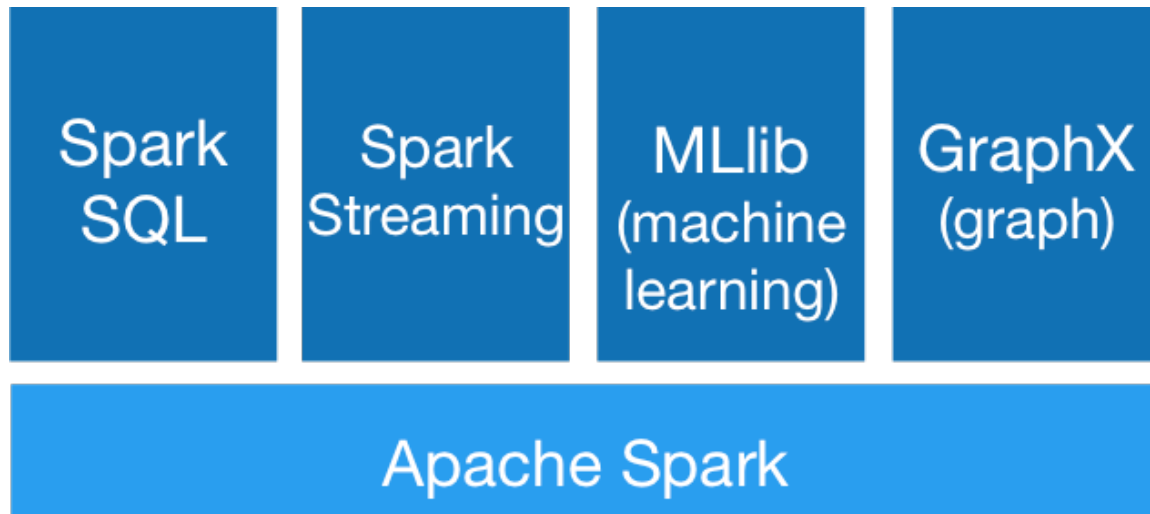 Spark
SQL
Spark
Streaming
MLlib
(machine
learning)
GraphX
(graph)
Apache Spark